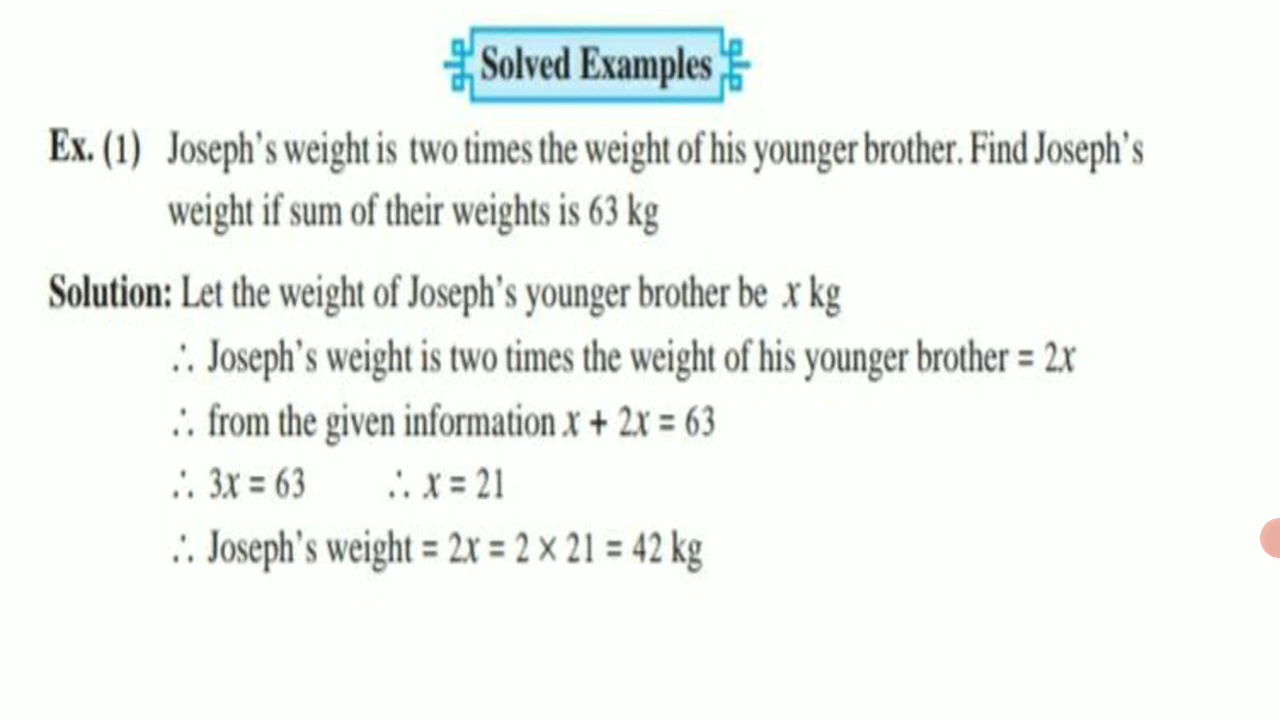 Solved Examples
Ex. (1) Joseph's weight is two times the weight of his younger brother. Find Joseph's
weight if sum of their weights is 63 kg
Solution: Let the weight of Joseph's younger brother be x kg
∴ Joseph's weight is two times the weight of his younger brother = 2x
∴ from the given information x + 2x = 63
∴ 3x = 63 ∴ x = 21
∴ Joseph's weight = 2x = 2 × 21 = 42 kg